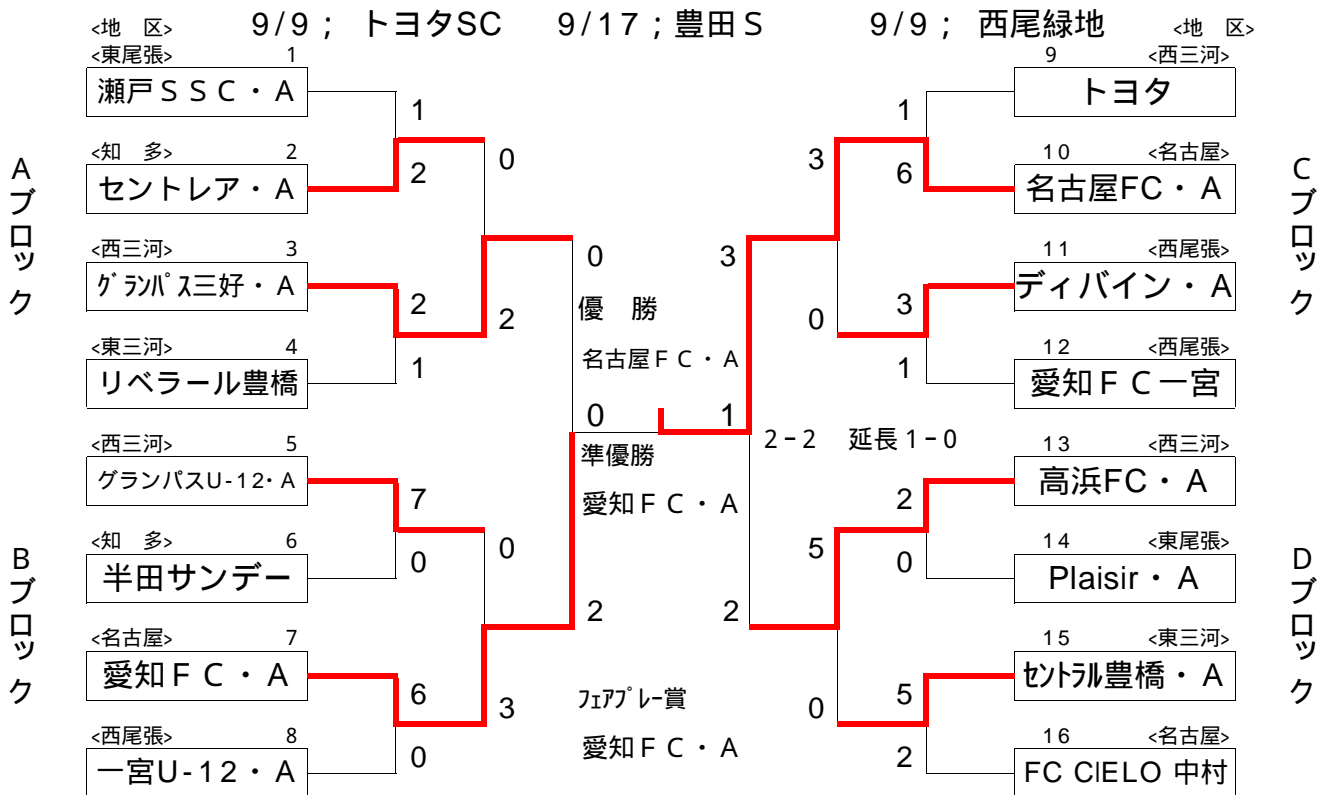 <地 区> 9/9； トヨタSC 9/17；豊田S 9/9； 西尾緑地 <地 区>
Aブロック
<東尾張> 1
瀬戸SSC・A
1
<知 多> 2
セントレア・A
2
0
<西三河> 3
グランパス三好・A
2
2
<東三河> 4
リベラール豊橋
1
0
Bブロック
<西三河> 5
グランパスU-12・A
7
<知 多> 6
半田サンデー
0
0
<名古屋> 7
愛知FC・A
6
3
<西尾張> 8
一宮U-12・A
0
2
優 勝
名古屋FC・A
0 1
2-2 延長1-0
準優勝
愛知FC・A
フェアプレー賞
愛知FC・A
Cブロック
9 <西三河>
トヨタ
1
10 <名古屋>
名古屋FC・A
6
3
11 <西尾張>
ディバイン・A
3
0
12 <西尾張>
愛知FC一宮
1
3
Dブロック
13 <西三河>
高浜FC・A
2
14 <東尾張>
Plaisir・A
0
5
15 <東三河>
セントラル豊橋・A
5
0
16 <名古屋>
FC CIELO 中村
2
2